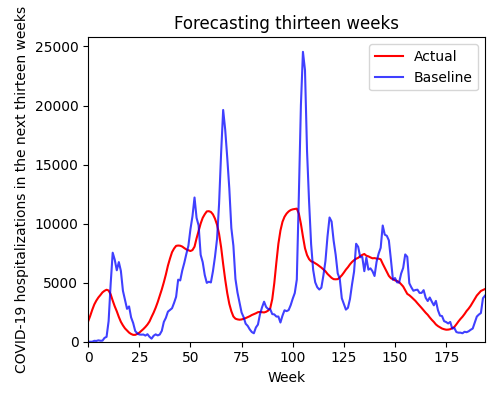 Forecasting thirteen weeks
COVID-19 hospitalizations in the next thirteen weeks
25000
20000
15000
10000
5000
0
Actual
Baseline
0 25 50 75 100 125 150 175
Week